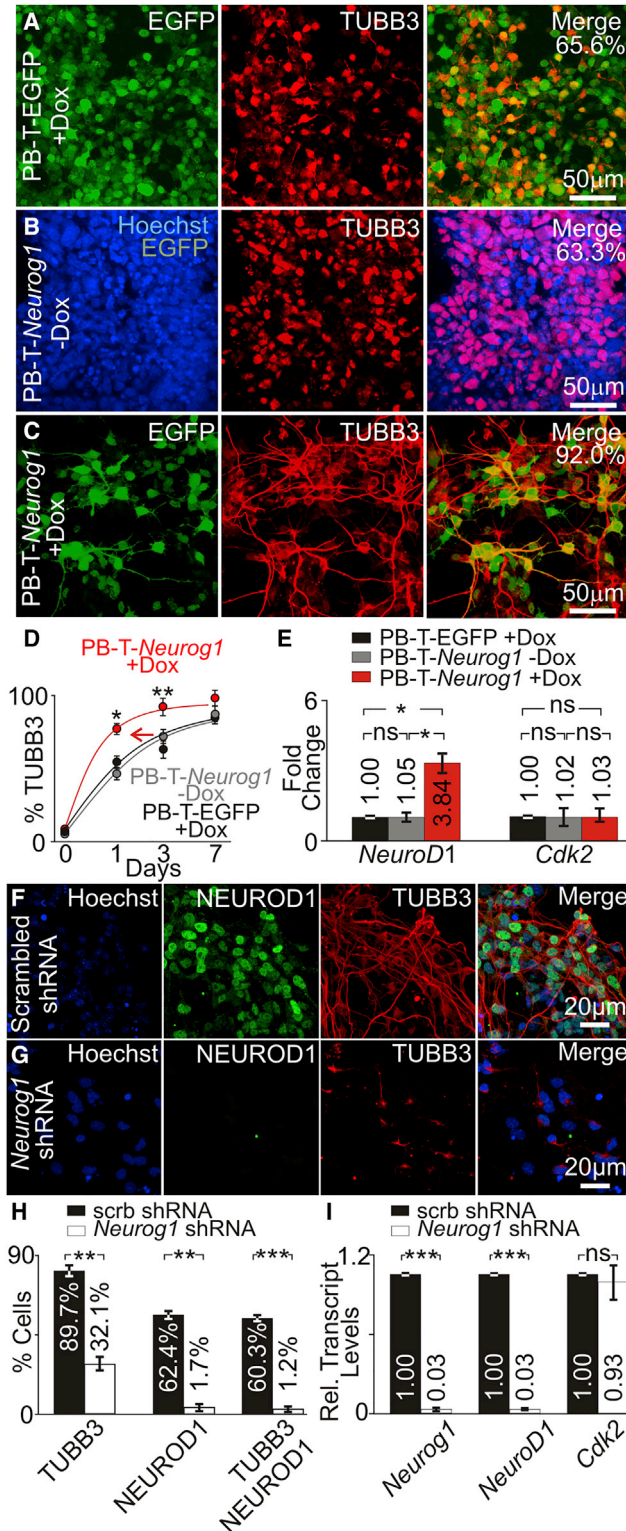 A
EGFP
TUBB3
Merge
65.6%
PB-T-EGFP
+Dox
50μm
B
Hoechst
EGFP
TUBB3
Merge
63.3%
PB-T-Neurog1
-Dox
50μm
C
EGFP
TUBB3
Merge
92.0%
PB-T-Neurog1
+Dox
50μm
D
PB-T-Neurog1
+Dox
100
% TUBB3
0
*
**
PB-T-Neurog1
-Dox
PB-T-EGFP
+Dox
0 1 3 7
Days
E
PB-T-EGFP +Dox
PB-T-Neurog1 -Dox
PB-T-Neurog1 +Dox
6
Fold
Change
0
*
ns *
1.00 1.05 3.84
ns
ns ns
1.00 1.02 1.03
NeuroD1 Cdk2
F
Hoechst
NEUROD1
TUBB3
Merge
Scrambled
shRNA
20μm
G
Hoechst
NEUROD1
TUBB3
Merge
Neurog1
shRNA
20μm
H
scrb shRNA
Neurog1 shRNA
90
% Cells
0
** ** ***
89.7% 32.1% 62.4% 1.7% 60.3% 1.2%
TUBB3
NEUROD1
TUBB3
NEUROD1
I
scrb shRNA
Neurog1 shRNA
1.2
Rel. Transcript
Levels
0
*** *** ns
1.00 0.03 1.00 0.03 1.00 0.93
Neurog1
NeuroD1
Cdk2